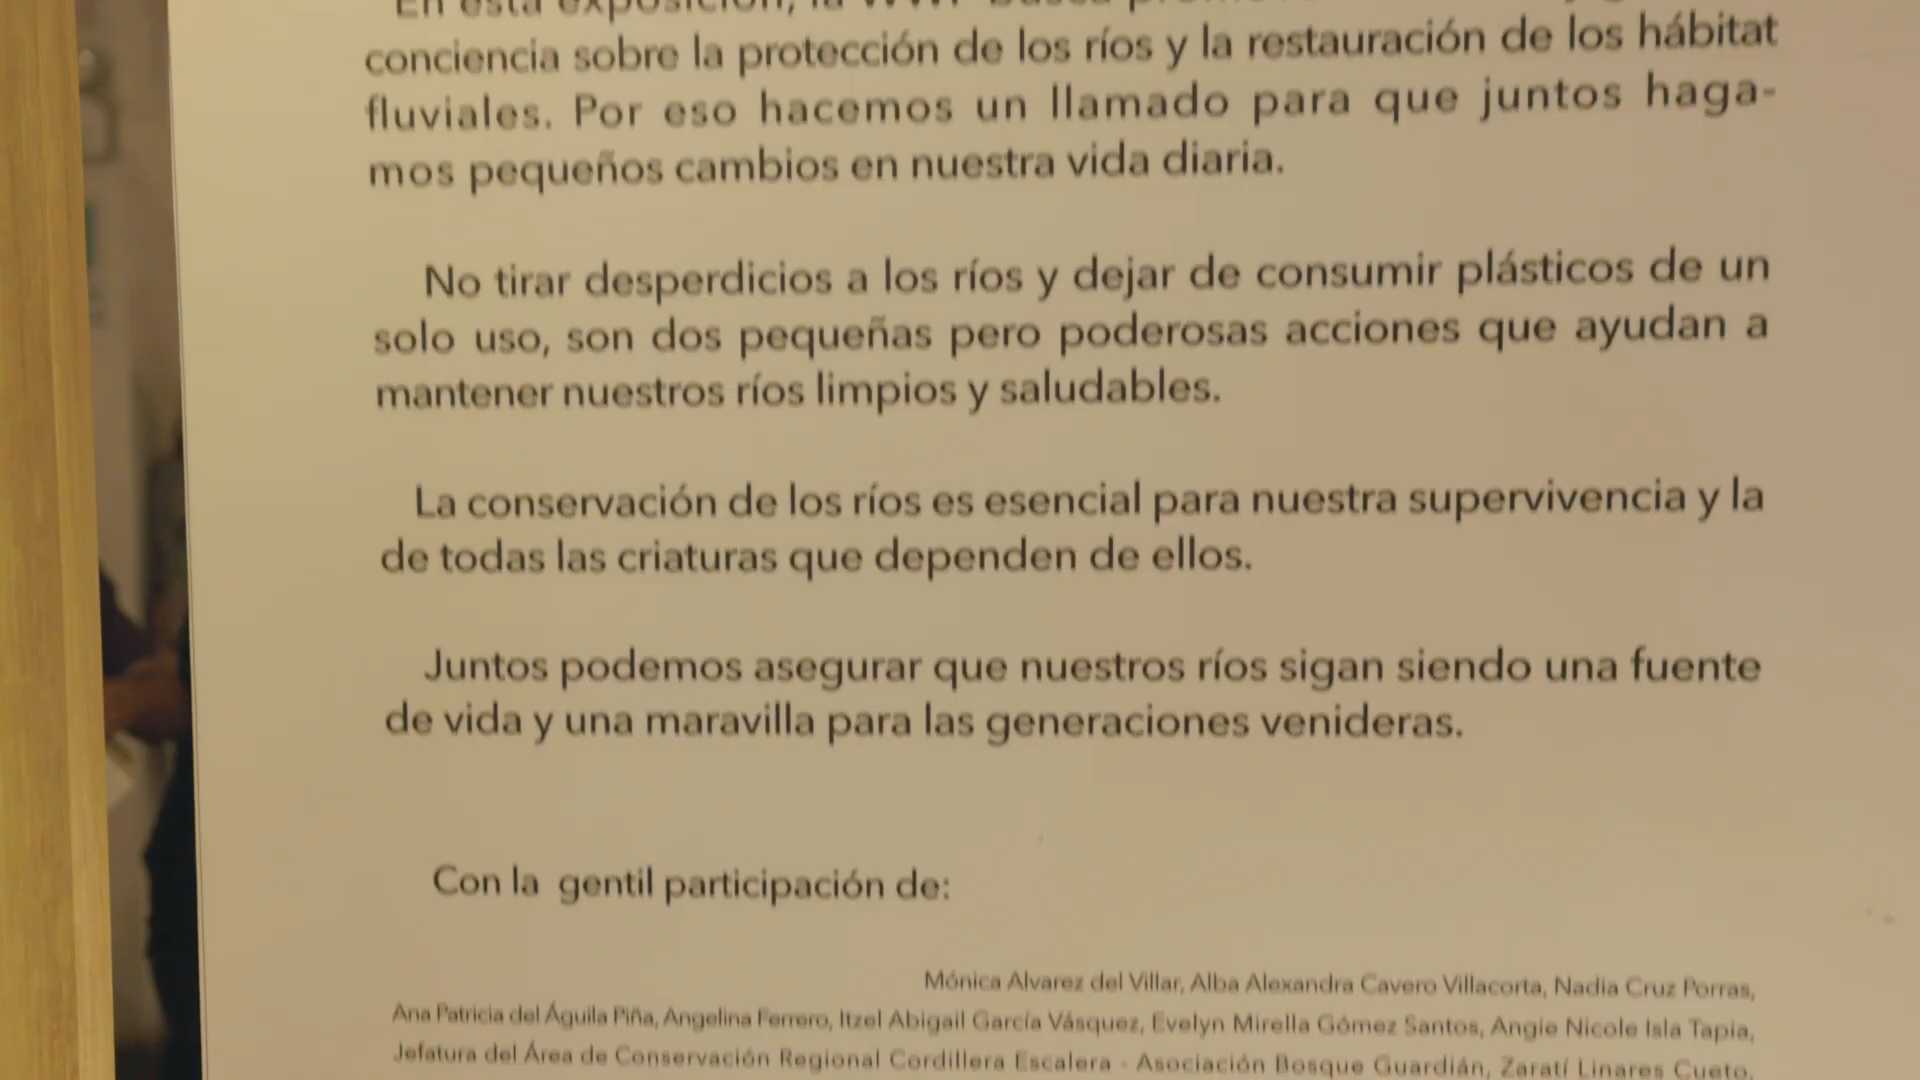 En esta exposición, la WWF busca
conciencia sobre la protección de los ríos y la restauración de los hábitat
fluviales. Por eso hacemos un llamado para que juntos haga-
mos pequeños cambios en nuestra vida diaria.
No tirar desperdicios a los ríos y dejar de consumir plásticos de un
solo uso, son dos pequeñas pero poderosas acciones que ayudan a
mantener nuestros ríos limpios y saludables.
La conservación de los ríos es esencial para nuestra supervivencia y la
de todas las criaturas que dependen de ellos.
Juntos podemos asegurar que nuestros ríos sigan siendo una fuente
de vida y una maravilla para las generaciones venideras.
Con la gentil participación de:
Mónica Alvarez del Villar, Alba Alexandra Cavero Villacorta, Nadia Cruz Porras,
Ana Patricia del Águila Piña, Angelina Ferrero, Itzel Abigail García Vásquez, Evelyn Mirella Gómez Santos, Angie Nicole Isla Tapia,
Jefatura del Área de Conservación Regional Cordillera Escalera - Asociación Bosque Guardián, Zaratí Linares Cueto,